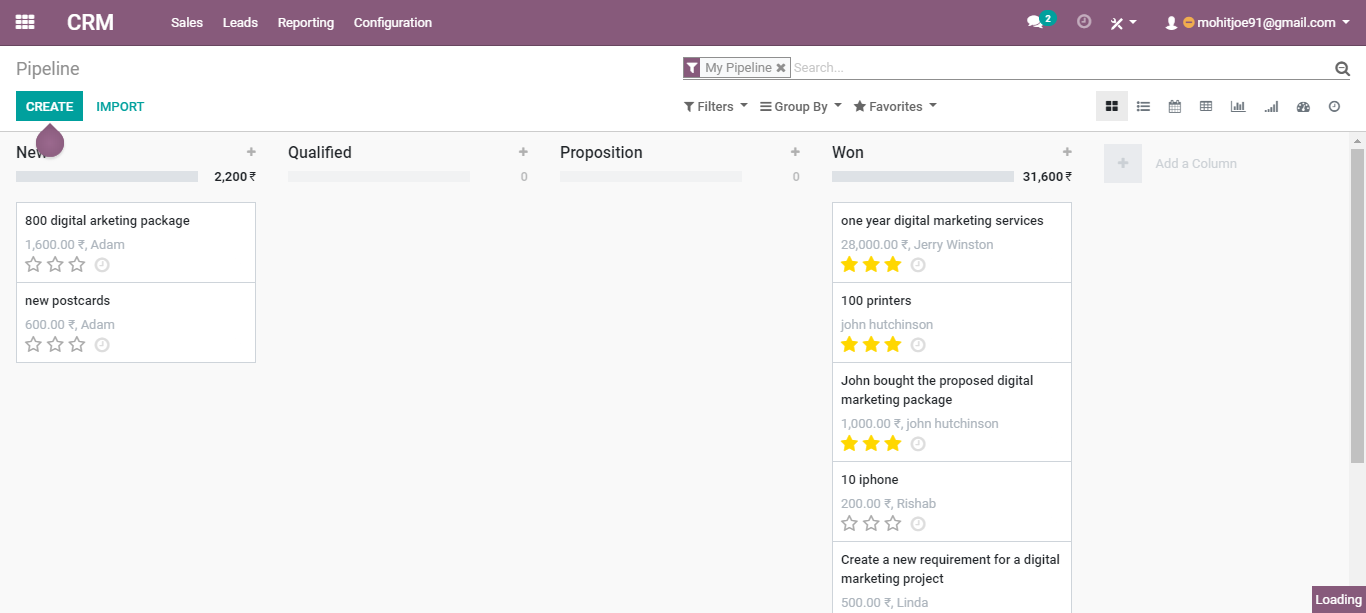 CRM
Sales Leads Reporting Configuration
2
mohitjoe91@gmail.com
Pipeline
My Pipeline
Search...
CREATE
IMPORT
Filters Group By Favorites
New
2,200 ₹
800 digital arketing package
1,600.00 ₹, Adam
new postcards
600.00 ₹, Adam
Qualified
0
Proposition
0
Won
31,600 ₹
one year digital marketing services
28,000.00 ₹, Jerry Winston
100 printers
john hutchinson
John bought the proposed digital
marketing package
1,000.00 ₹, john hutchinson
10 iphone
200.00 ₹, Rishab
Create a new requirement for a digital
marketing project
500.00 ₹, Linda
Add a Column
Loading